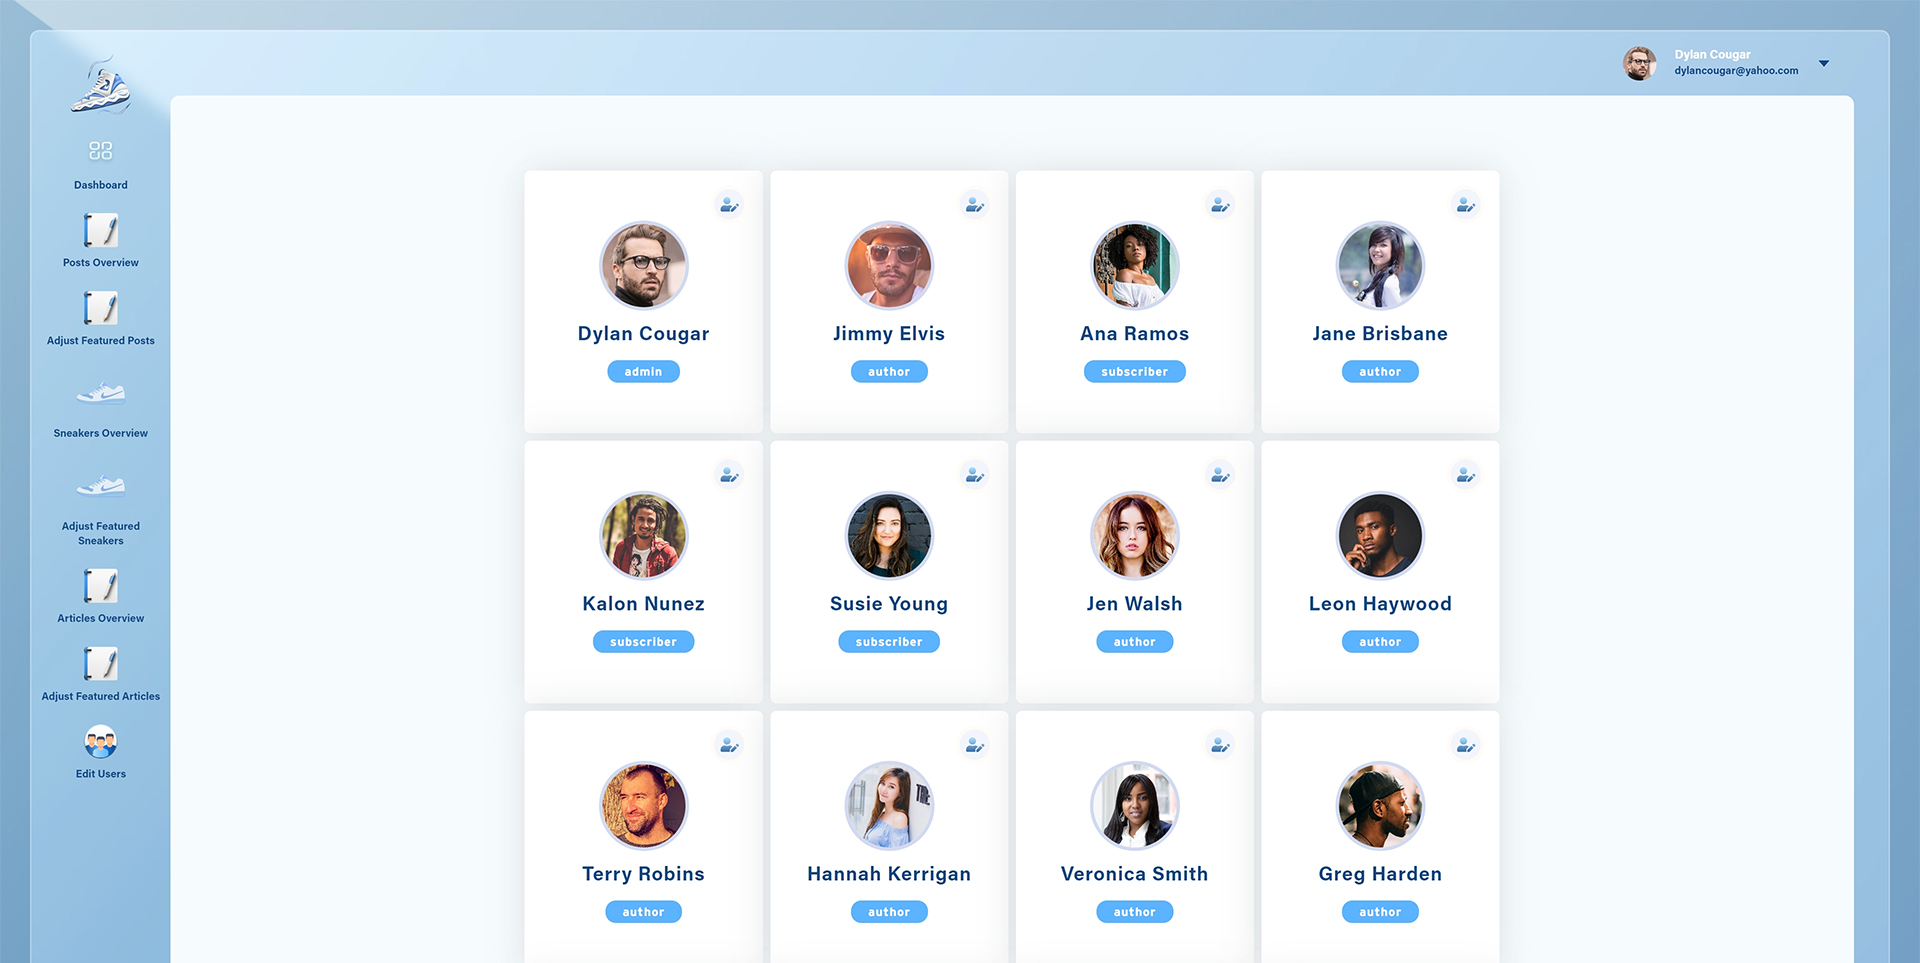 Dylan Cougar
dylancougar@yahoo.com
Dashboard
Posts Overview
Adjust Featured Posts
Sneakers Overview
Adjust Featured
Sneakers
Articles Overview
Adjust Featured Articles
Edit Users
Dylan Cougar
admin
Jimmy Elvis
author
Ana Ramos
subscriber
Jane Brisbane
author
Kalon Nunez
subscriber
Susie Young
subscriber
Jen Walsh
author
Leon Haywood
author
Terry Robins
author
Hannah Kerrigan
author
Veronica Smith
author
Greg Harden
author